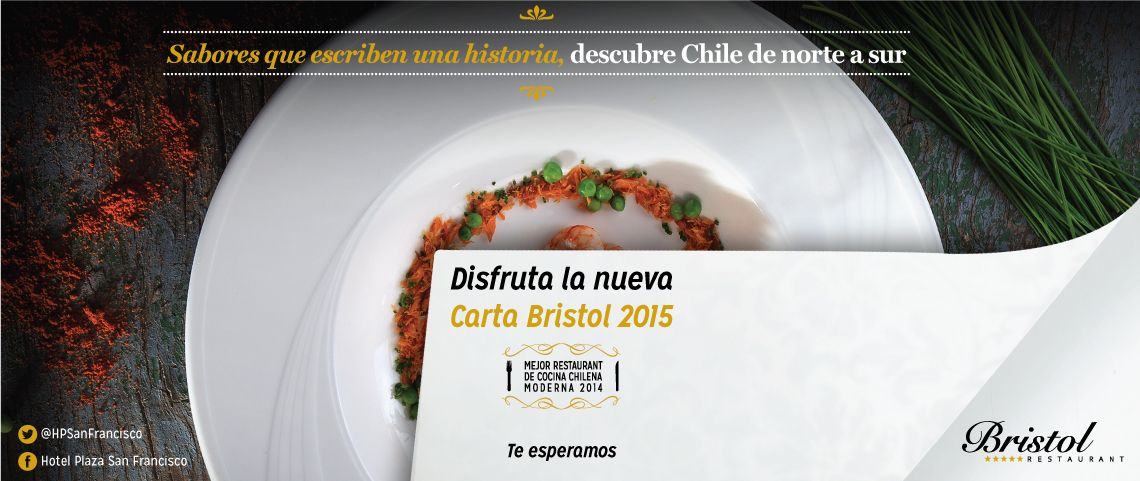 Sabores que escriben una historia, descubre Chile de norte a sur
Disfruta la nueva
Carta Bristol 2015
MEJOR RESTAURANT
DE COCINA CHILENA
MODERNA 2014
Te esperamos
@HPSanFrancisco
Hotel Plaza San Francisco
Bristol
RESTAURANT